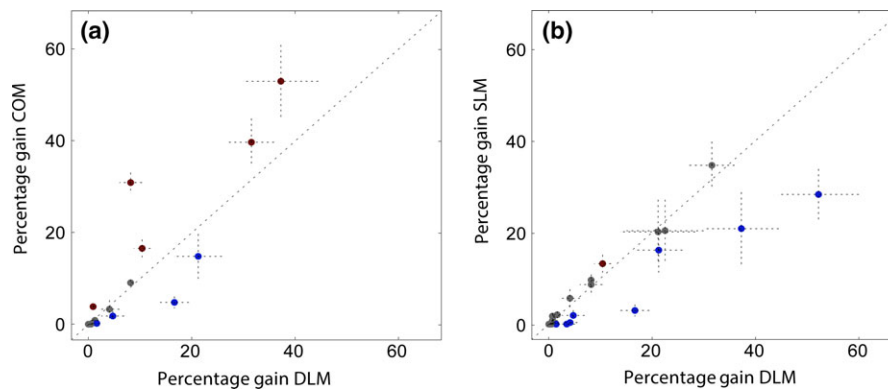 (a)
Percentage gain COM
60
40
20
0
0 20 40 60
Percentage gain DLM
(b)
Percentage gain SLM
60
40
20
0
0 20 40 60
Percentage gain DLM